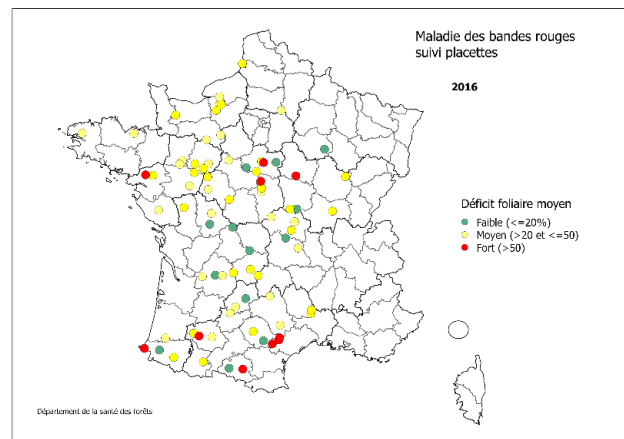 Maladie des bandes rouges
suivi placettes
2016
Déficit foliaire moyen
Faible (<=20%)
Moyen (>20 et <=50)
Fort (>50)
Département de la santé des forêts